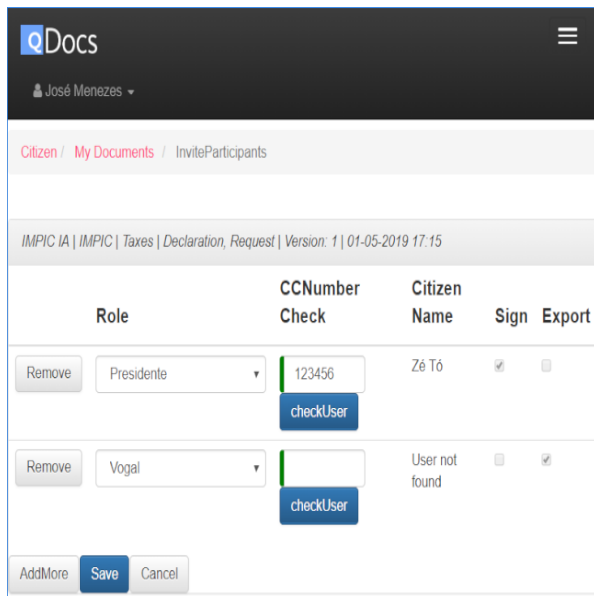 QDocs
José Menezes
Citizen / My Documents / InviteParticipants
IMPIC IA | IMPIC | Taxes | Declaration, Request | Version: 1 | 01-05-2019 17:15
Role CCNumber Check Citizen Name Sign Export
Remove Presidente 123456 Zé Tó
checkUser
Remove Vogal User not found
checkUser
AddMore Save Cancel